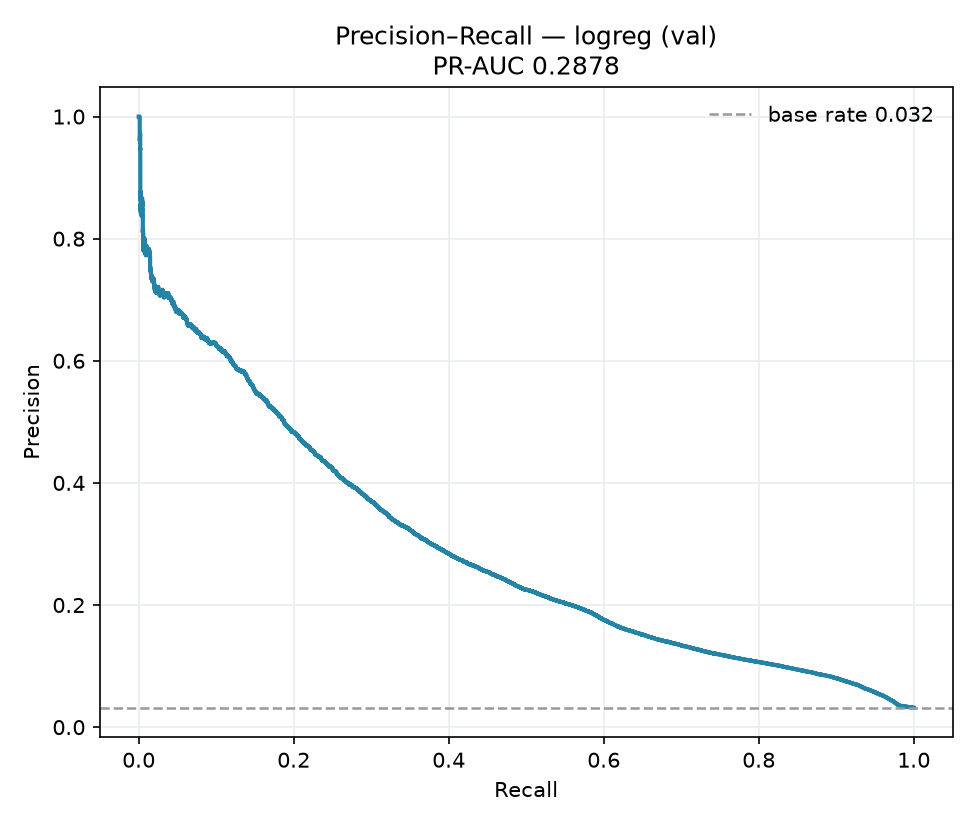 Precision–Recall — logreg (val)
PR-AUC 0.2878
base rate 0.032
1.0
0.8
0.6
0.4
0.2
0.0
Precision
0.0 0.2 0.4 0.6 0.8 1.0
Recall